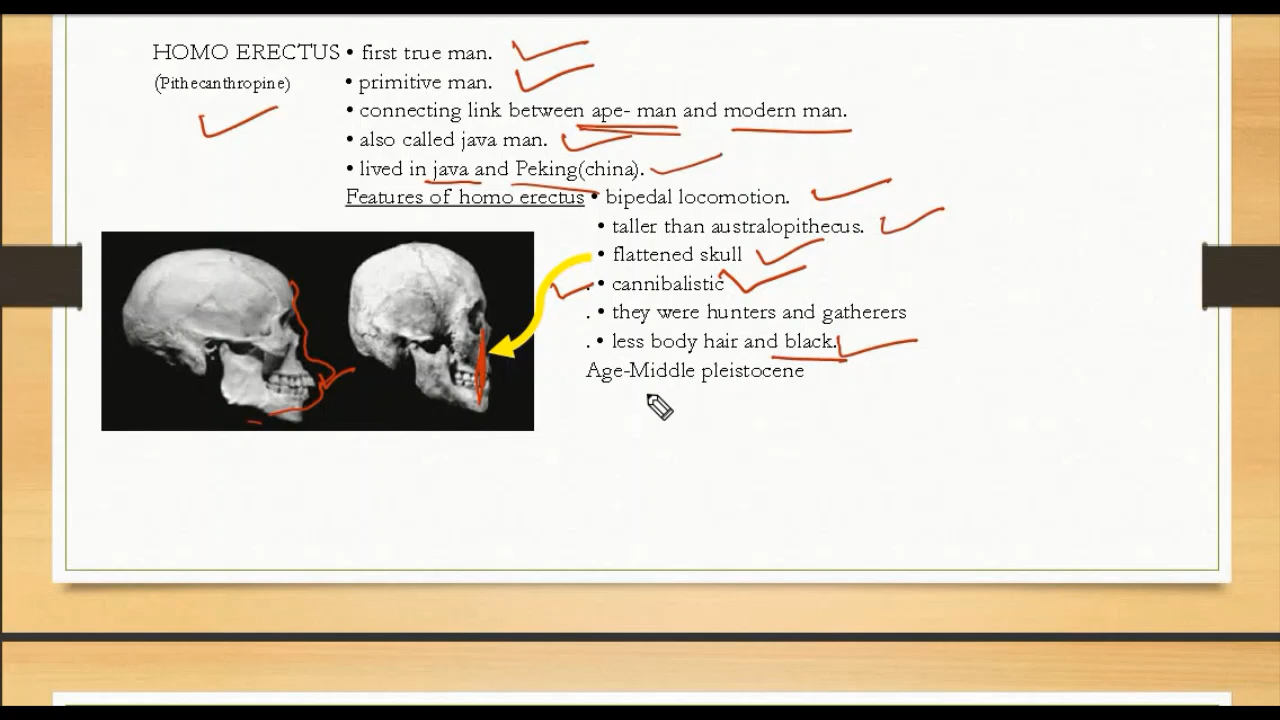 HOMO ERECTUS • first true man.
(Pithecanthropine) • primitive man.
• connecting link between ape- man and modern man.
• also called java man.
• lived in java and Peking(china).
Features of homo erectus • bipedal locomotion.
• taller than australopithecus.
• flattened skull
. • cannibalistic
. • they were hunters and gatherers
. • less body hair and black.
Age-Middle pleistocene